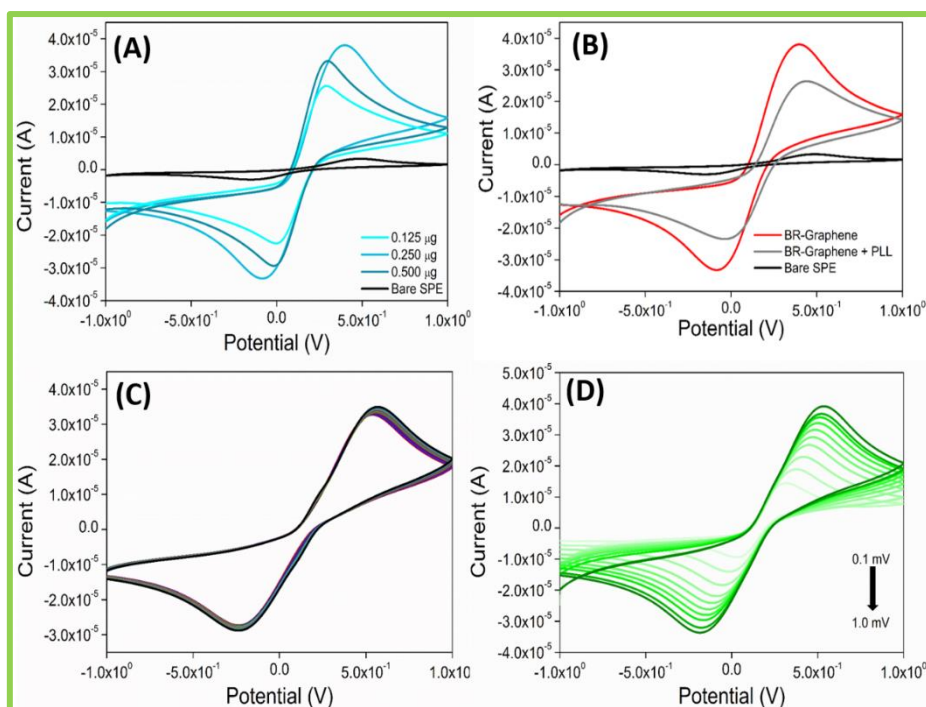 (A)
4.0x10⁻⁵
3.0x10⁻⁵
2.0x10⁻⁵
1.0x10⁻⁵
0.0
-1.0x10⁻⁵
-2.0x10⁻⁵
-3.0x10⁻⁵
-4.0x10⁻⁵
Current (A)
0.125 µg
0.250 µg
0.500 µg
Bare SPE
-1.0x10⁰
-5.0x10⁻¹
0.0
5.0x10⁻¹
1.0x10⁰
Potential (V)
(B)
4.0x10⁻⁵
3.0x10⁻⁵
2.0x10⁻⁵
1.0x10⁻⁵
0.0
-1.0x10⁻⁵
-2.0x10⁻⁵
-3.0x10⁻⁵
-4.0x10⁻⁵
Current (A)
BR-Graphene
BR-Graphene + PLL
Bare SPE
-1.0x10⁰
-5.0x10⁻¹
0.0
5.0x10⁻¹
1.0x10⁰
Potential (V)
(C)
4.0x10⁻⁵
3.0x10⁻⁵
2.0x10⁻⁵
1.0x10⁻⁵
0.0
-1.0x10⁻⁵
-2.0x10⁻⁵
-3.0x10⁻⁵
Current (A)
-1.0x10⁰
-5.0x10⁻¹
0.0
5.0x10⁻¹
1.0x10⁰
Potential (V)
(D)
5.0x10⁻⁵
4.0x10⁻⁵
3.0x10⁻⁵
2.0x10⁻⁵
1.0x10⁻⁵
0.0
-1.0x10⁻⁵
-2.0x10⁻⁵
-3.0x10⁻⁵
-4.0x10⁻⁵
Current (A)
0.1 mV
1.0 mV
-1.0x10⁰
-5.0x10⁻¹
0.0
5.0x10⁻¹
1.0x10⁰
Potential (V)